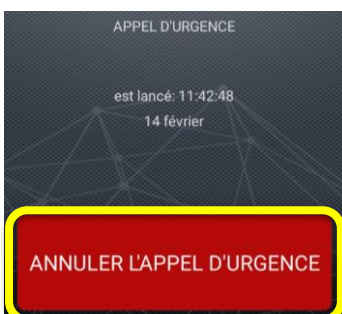 APPEL D'URGENCE
est lancé: 11:42:48
14 février
ANNULER L'APPEL D'URGENCE